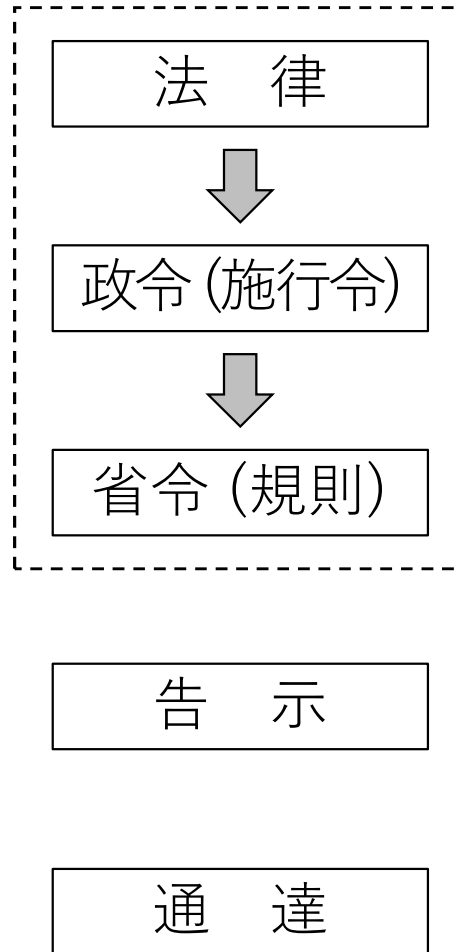 法　律
政令（施行令）
省令（規則）
告　示
通　達